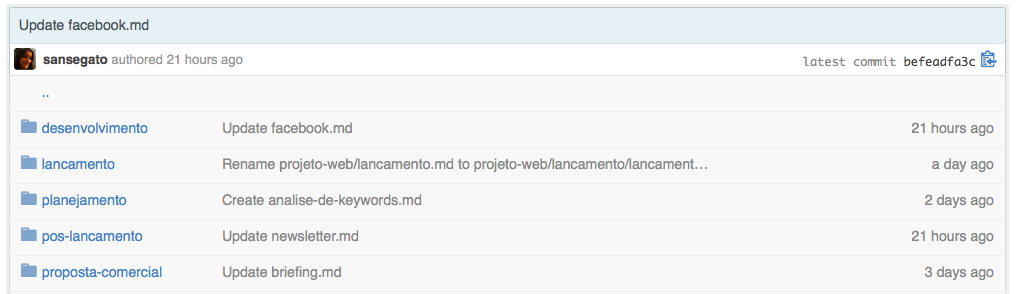 Update facebook.md
sansegato authored 21 hours ago latest commit befeadfa3c
..
desenvolvimento Update facebook.md 21 hours ago
lancamento Rename projeto-web/lancamento.md to projeto-web/lancamento/lancament… a day ago
planejamento Create analise-de-keywords.md 2 days ago
pos-lancamento Update newsletter.md 21 hours ago
proposta-comercial Update briefing.md 3 days ago